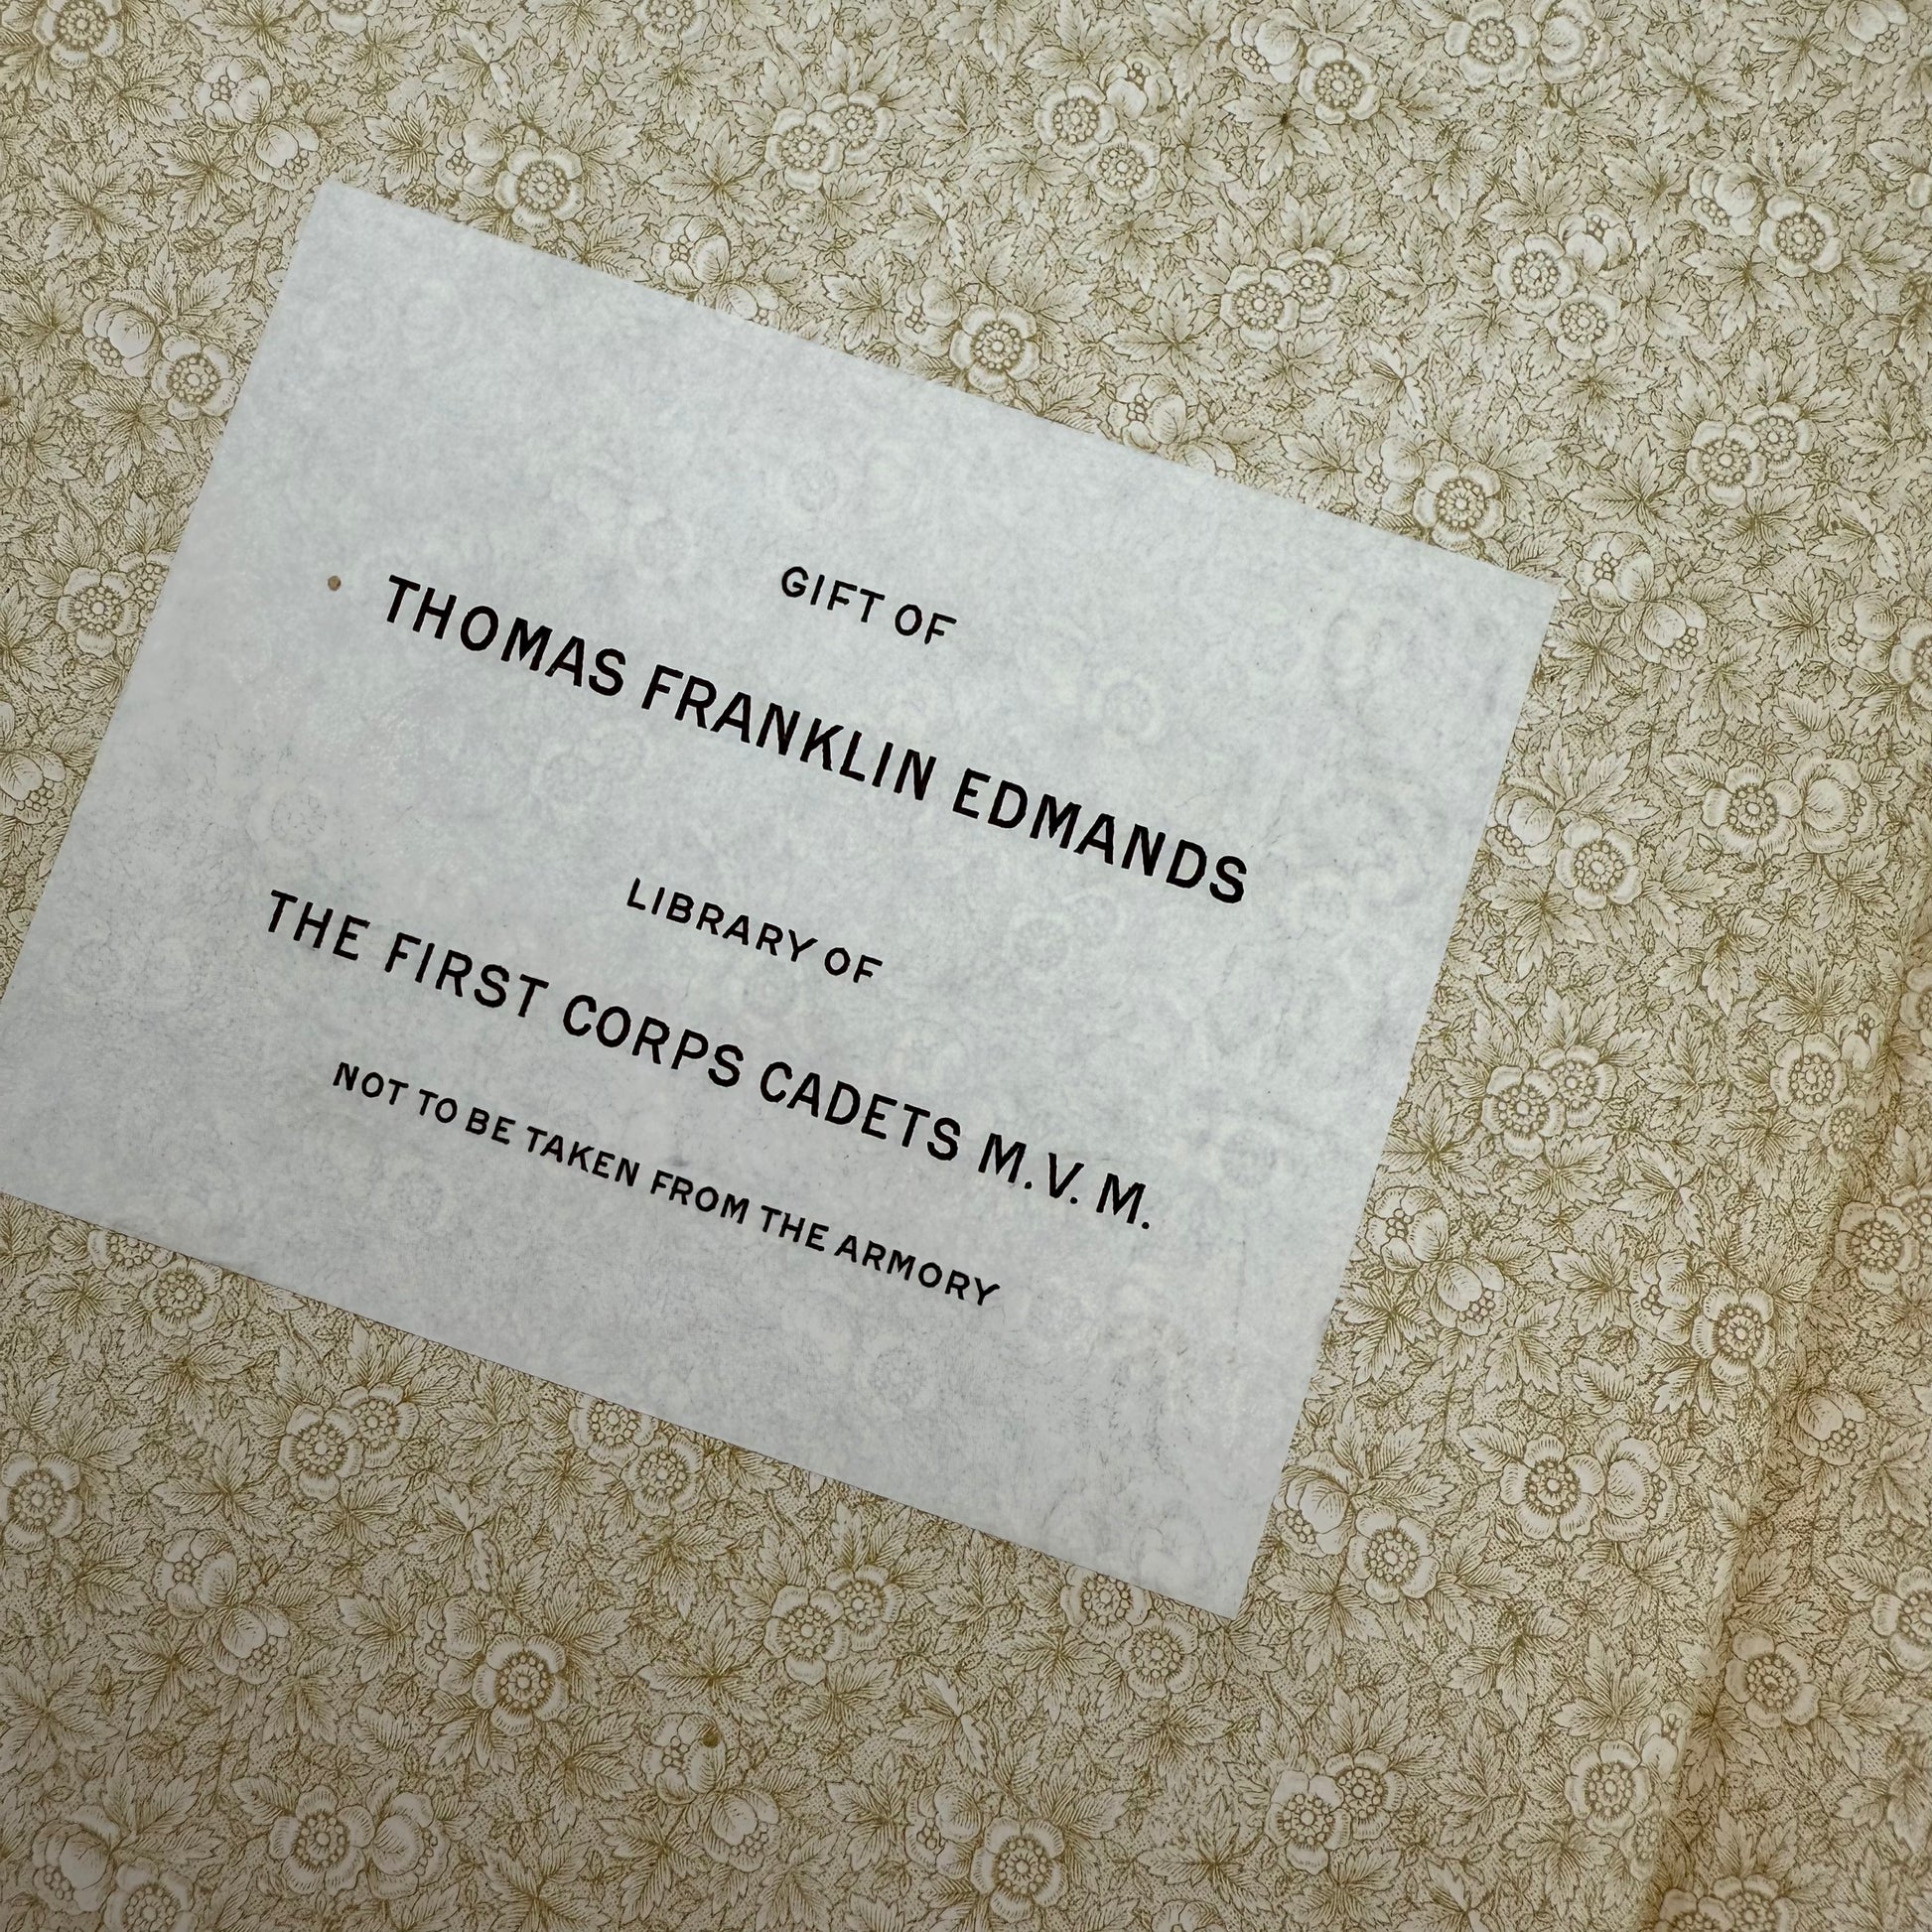 GIFT OF
THOMAS FRANKLIN EDMANDS
LIBRARY OF
THE FIRST CORPS CADETS M.V.M.
NOT TO BE TAKEN FROM THE ARMORY